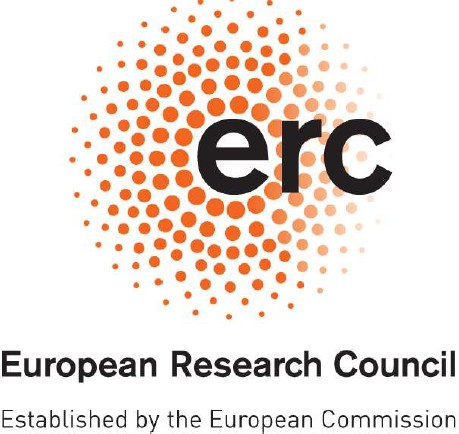 erc
European Research Council
Established by the European Commission